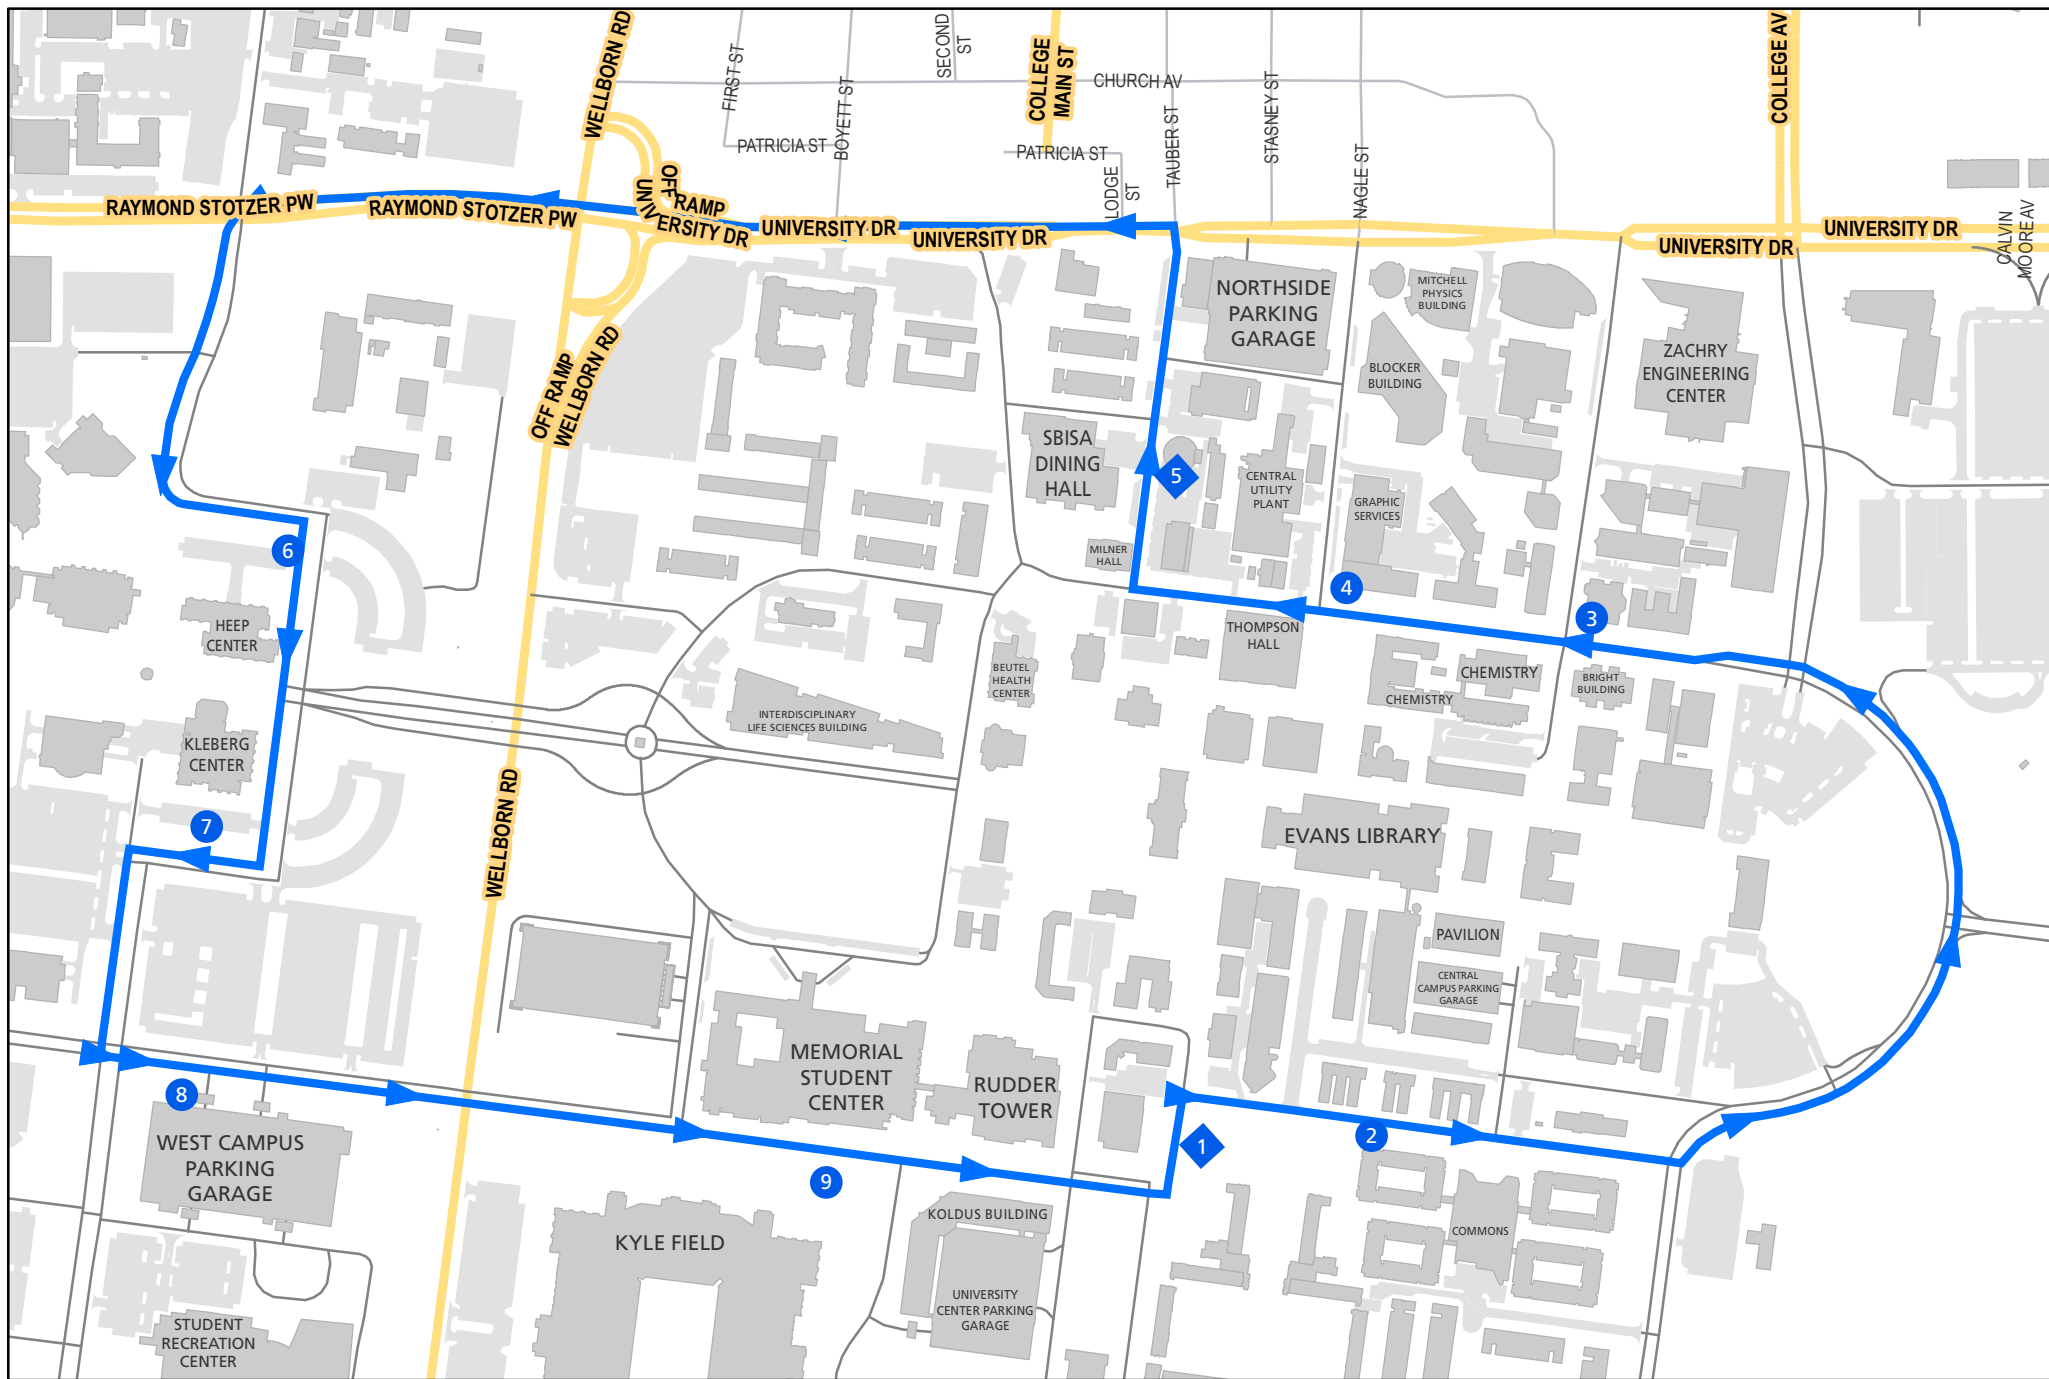 WELLBORN RD
FIRST ST
BOYETT ST
SECOND
ST
COLLEGE
MAIN ST
CHURCH AV
PATRICIA ST
PATRICIA ST
LODGE
ST
TAUBER ST
STASNEY ST
NAGLE ST
COLLEGE AV
OFF RAMP
RAYMOND STOTZER PW
RAYMOND STOTZER PW
UNIVERSITY DR
UNIVERSITY DR
UNIVERSITY DR
UNIVERSITY DR
UNIVERSITY DR
CALVIN
MOORE AV
NORTHSIDE
PARKING
GARAGE
MITCHELL
PHYSICS
BUILDING
BLOCKER
BUILDING
ZACHRY
ENGINEERING
CENTER
OFF RAMP
WELLBORN RD
SBISA
DINING
HALL
5
CENTRAL
UTILITY
PLANT
GRAPHIC
SERVICES
MILNER
HALL
6
4
3
HEEP
CENTER
THOMPSON
HALL
BEUTEL
HEALTH
CENTER
CHEMISTRY
CHEMISTRY
BRIGHT
BUILDING
INTERDISCIPLINARY
LIFE SCIENCES BUILDING
KLEBERG
CENTER
7
WELLBORN RD
EVANS LIBRARY
PAVILION
CENTRAL
CAMPUS PARKING
GARAGE
MEMORIAL
STUDENT
CENTER
RUDDER
TOWER
8
1
2
WEST CAMPUS
PARKING
GARAGE
9
KOLDUS BUILDING
COMMONS
KYLE FIELD
UNIVERSITY
CENTER PARKING
GARAGE
STUDENT
RECREATION
CENTER